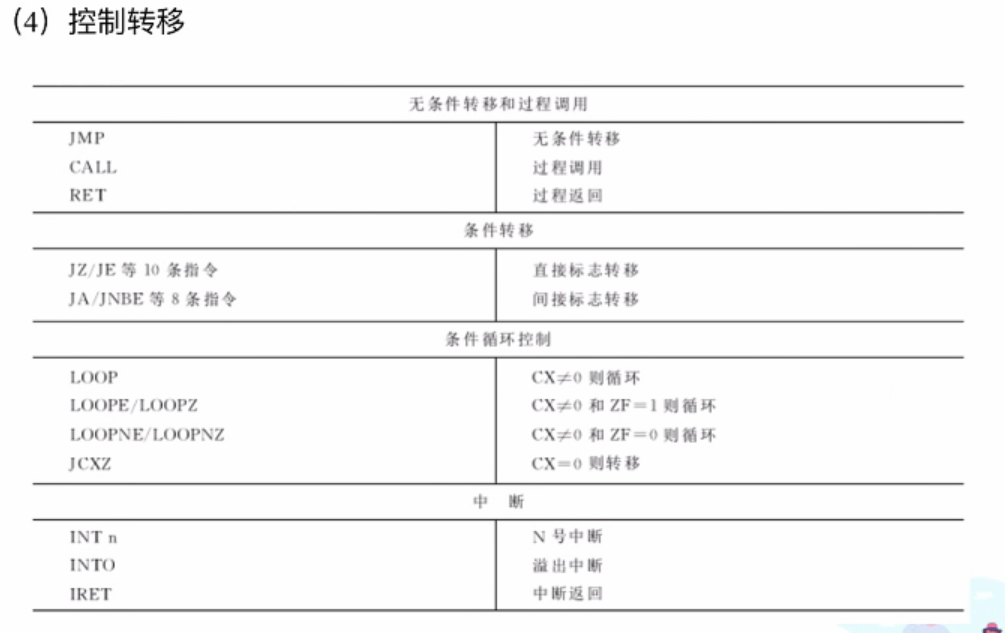 （4）控制转移
无条件转移和过程调用
JMP 无条件转移
CALL 过程调用
RET 过程返回
条件转移
JZ/JE 等 10 条指令 直接标志转移
JA/JNBE 等 8 条指令 间接标志转移
条件循环控制
LOOP CX≠0 则循环
LOOPE/LOOPZ CX≠0 和 ZF=1 则循环
LOOPNE/LOOPNZ CX≠0 和 ZF=0 则循环
JCXZ CX=0 则转移
中 断
INT n N 号中断
INTO 溢出中断
IRET 中断返回